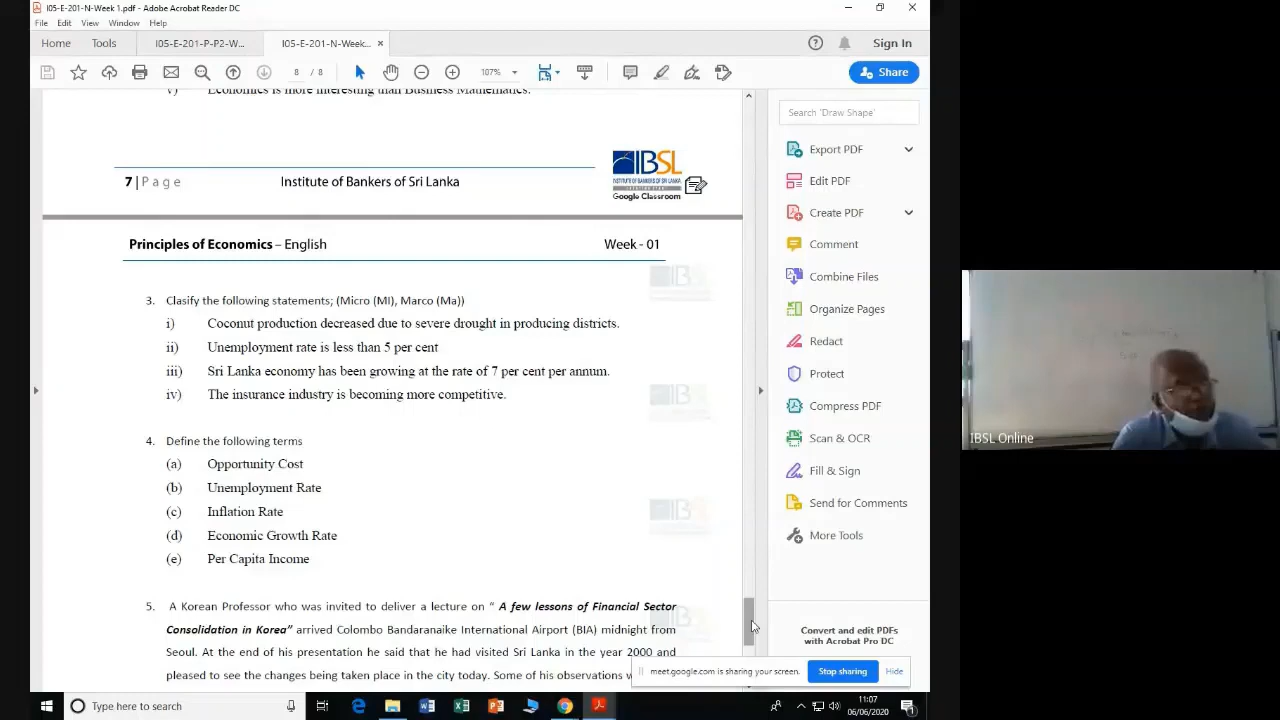 I05-E-201-N-Week 1.pdf - Adobe Acrobat Reader DC
File Edit View Window Help
Home Tools I05-E-201-P-P2-W... I05-E-201-N-Week... × Sign In
8 / 8 107% Share
v) Economics is more interesting than Business Mathematics.
IBSL
INSTITUTE OF BANKERS OF SRI LANKA
Google Classroom
7 | Page Institute of Bankers of Sri Lanka
Principles of Economics – English Week - 01
3. Clasify the following statements; (Micro (MI), Marco (Ma))
i) Coconut production decreased due to severe drought in producing districts.
ii) Unemployment rate is less than 5 per cent
iii) Sri Lanka economy has been growing at the rate of 7 per cent per annum.
iv) The insurance industry is becoming more competitive.
4. Define the following terms
(a) Opportunity Cost
(b) Unemployment Rate
(c) Inflation Rate
(d) Economic Growth Rate
(e) Per Capita Income
5. A Korean Professor who was invited to deliver a lecture on " A few lessons of Financial Sector
Consolidation in Korea" arrived Colombo Bandaranaike International Airport (BIA) midnight from
Seoul. At the end of his presentation he said that he had visited Sri Lanka in the year 2000 and
pleased to see the changes being taken place in the city today. Some of his observations
meet.google.com is sharing your screen. Stop sharing Hide
Search 'Draw Shape'
Export PDF
Edit PDF
Create PDF
Comment
Combine Files
Organize Pages
Redact
Protect
Compress PDF
Scan & OCR
Fill & Sign
Send for Comments
More Tools
Convert and edit PDFs
with Acrobat Pro DC
IBSL Online
Type here to search
11:07
06/06/2020